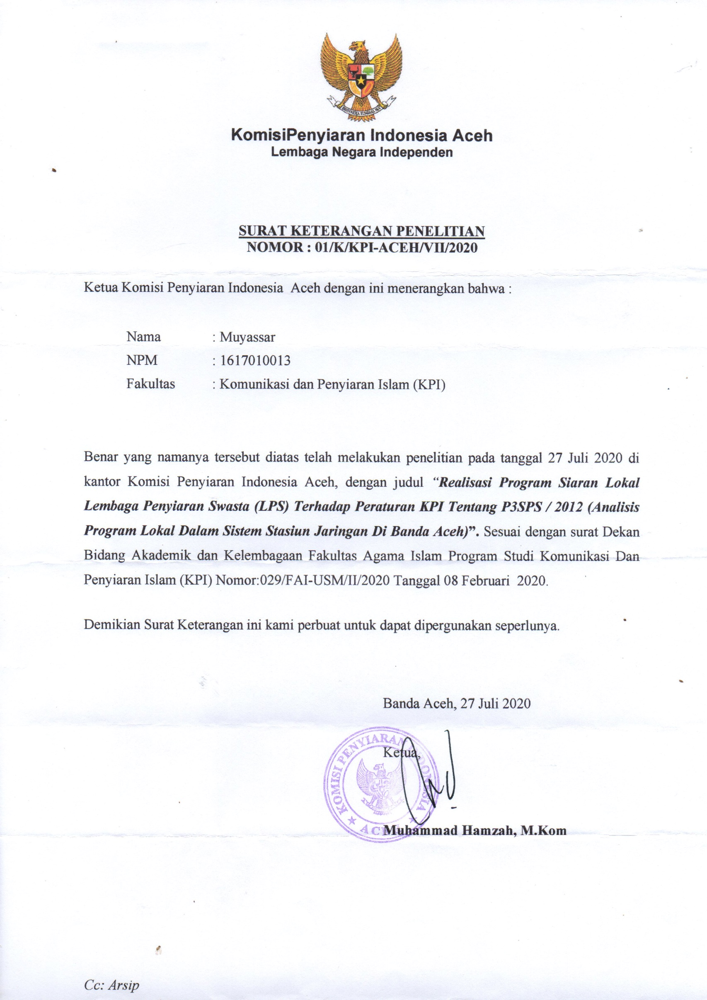 BHINNEKA TUNGGAL IKA
KomisiPenyiaran Indonesia Aceh
Lembaga Negara Independen
SURAT KETERANGAN PENELITIAN
NOMOR : 01/K/KPI-ACEH/VII/2020
Ketua Komisi Penyiaran Indonesia  Aceh dengan ini menerangkan bahwa :
Nama : Muyassar
NPM : 1617010013
Fakultas : Komunikasi dan Penyiaran Islam (KPI)
Benar yang namanya tersebut diatas telah melakukan penelitian pada tanggal 27 Juli 2020 di
kantor Komisi Penyiaran Indonesia Aceh, dengan judul “Realisasi Program Siaran Lokal
Lembaga Penyiaran Swasta (LPS) Terhadap Peraturan KPI Tentang P3SPS / 2012 (Analisis
Program Lokal Dalam Sistem Stasiun Jaringan Di Banda Aceh)”. Sesuai dengan surat Dekan
Bidang Akademik dan Kelembagaan Fakultas Agama Islam Program Studi Komunikasi Dan
Penyiaran Islam (KPI) Nomor:029/FAI-USM/II/2020 Tanggal 08 Februari  2020.
Demikian Surat Keterangan ini kami perbuat untuk dapat dipergunakan seperlunya.
Banda Aceh, 27 Juli 2020
Ketua,
KOMISI PENYIARAN INDONESIA
ACEH
Muhammad Hamzah, M.Kom
Cc: Arsip